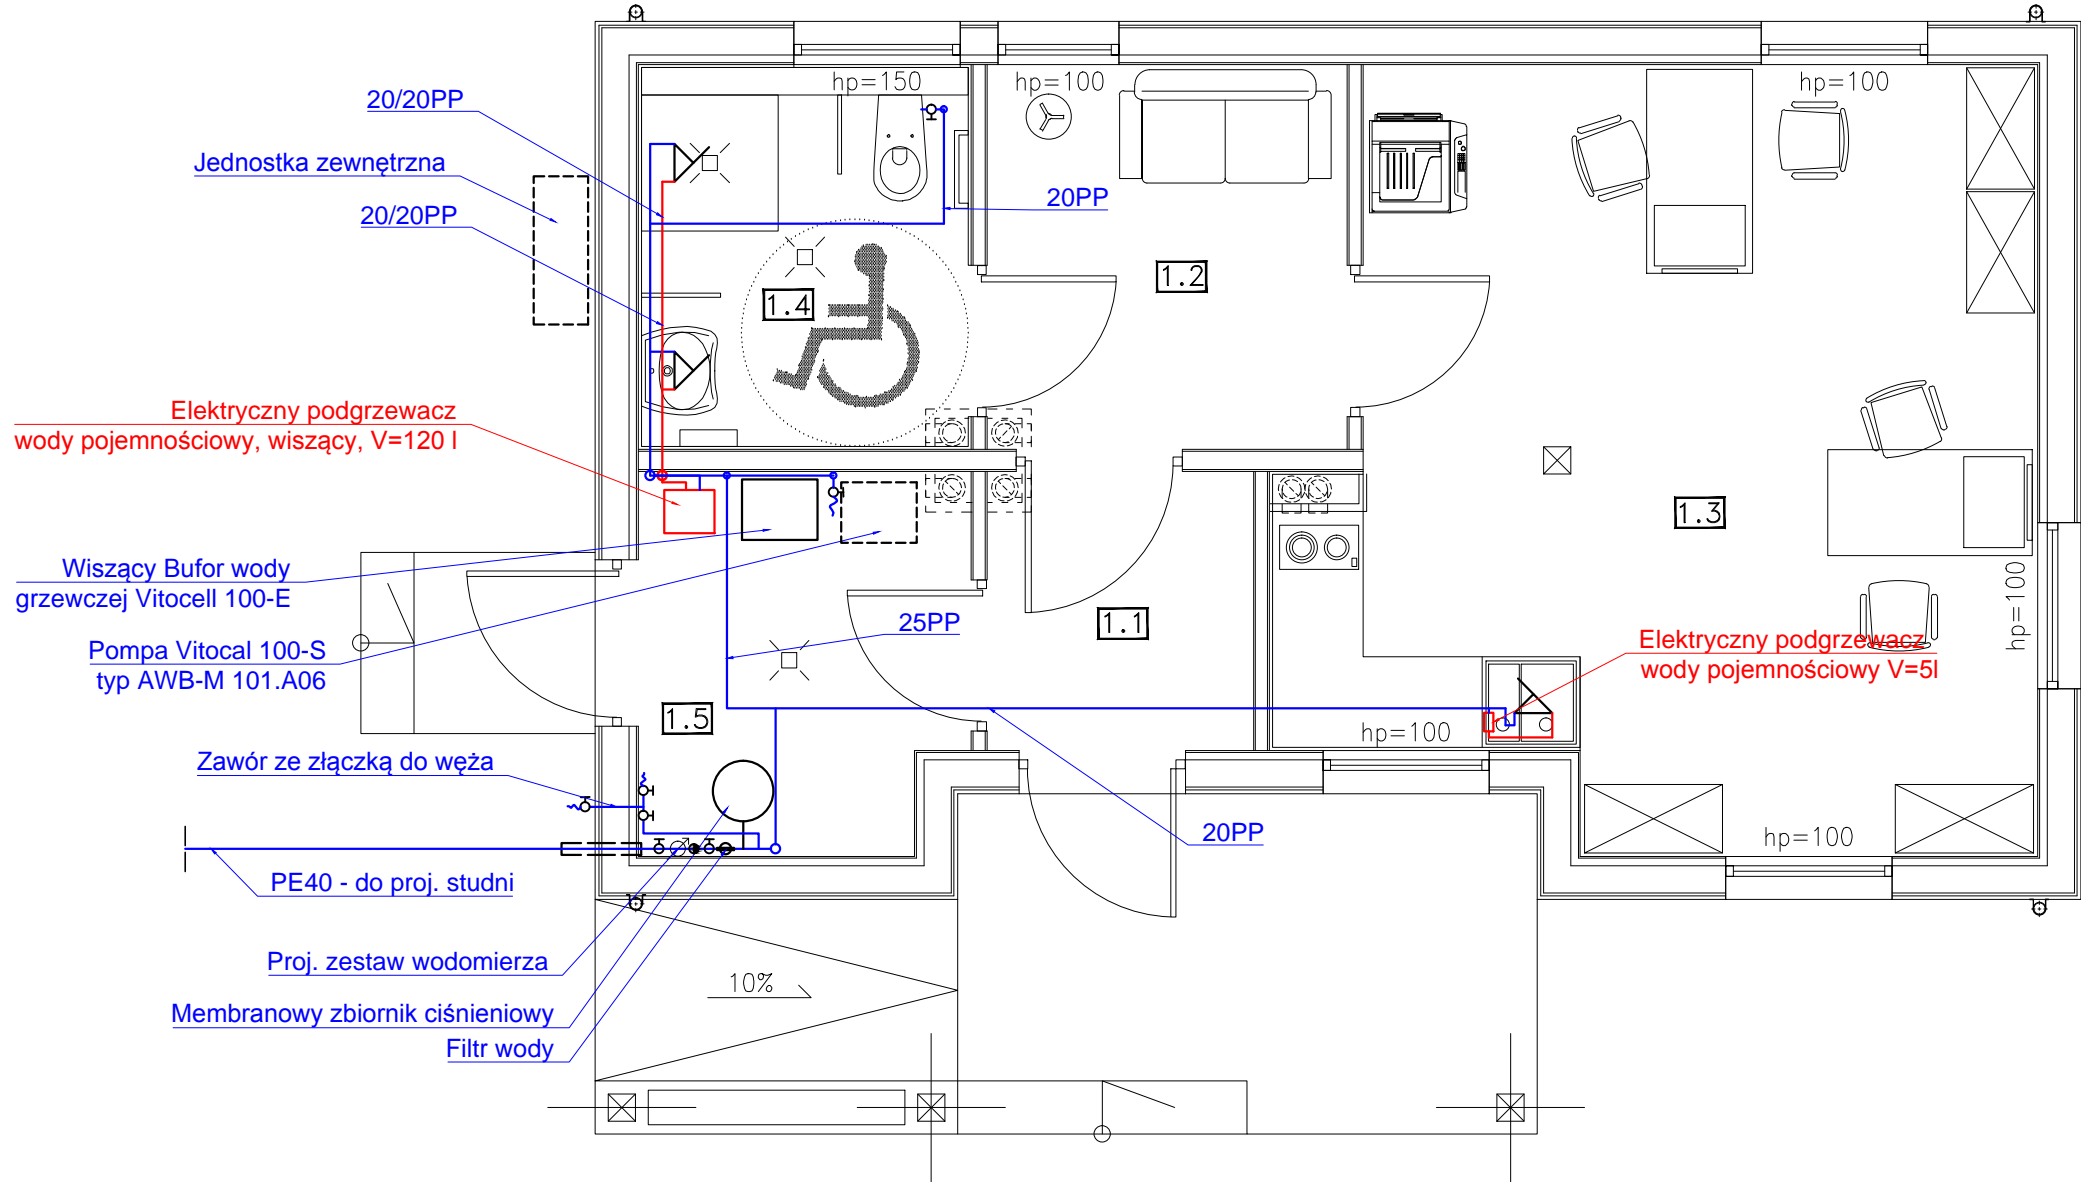 hp=150
hp=100
hp=100
20/20PP
Jednostka zewnętrzna
20/20PP
20PP
1.2
1.4
Elektryczny podgrzewacz
wody pojemnościowy, wiszący, V=120 l
1.3
Wiszący Bufor wody
grzewczej Vitocell 100-E
hp=100
25PP
1.1
Pompa Vitocal 100-S
typ AWB-M 101.A06
Elektryczny podgrzewacz
wody pojemnościowy V=5l
1.5
hp=100
Zawór ze złączką do węża
20PP
hp=100
PE40 - do proj. studni
Proj. zestaw wodomierza
10%
Membranowy zbiornik ciśnieniowy
Filtr wody